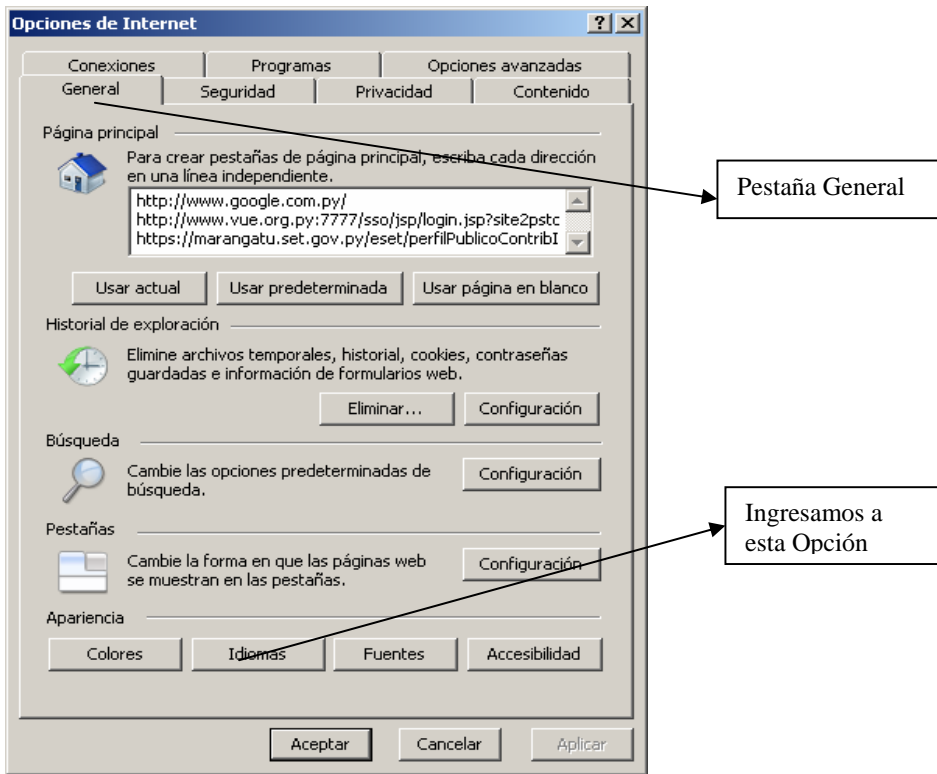 Opciones de Internet
Conexiones Programas Opciones avanzadas
General Seguridad Privacidad Contenido
Página principal
Para crear pestañas de página principal, escriba cada dirección
en una línea independiente.
http://www.google.com.py/
http://www.vue.org.py:7777/sso/jsp/login.jsp?site2pstc
https://marangatu.set.gov.py/eset/perfilPublicoContribI
Usar actual Usar predeterminada Usar página en blanco
Historial de exploración
Elimine archivos temporales, historial, cookies, contraseñas
guardadas e información de formularios web.
Eliminar... Configuración
Búsqueda
Cambie las opciones predeterminadas de
búsqueda.
Configuración
Pestañas
Cambie la forma en que las páginas web
se muestran en las pestañas.
Configuración
Apariencia
Colores Idiomas Fuentes Accesibilidad
Aceptar Cancelar Aplicar
Pestaña General
Ingresamos a
esta Opción